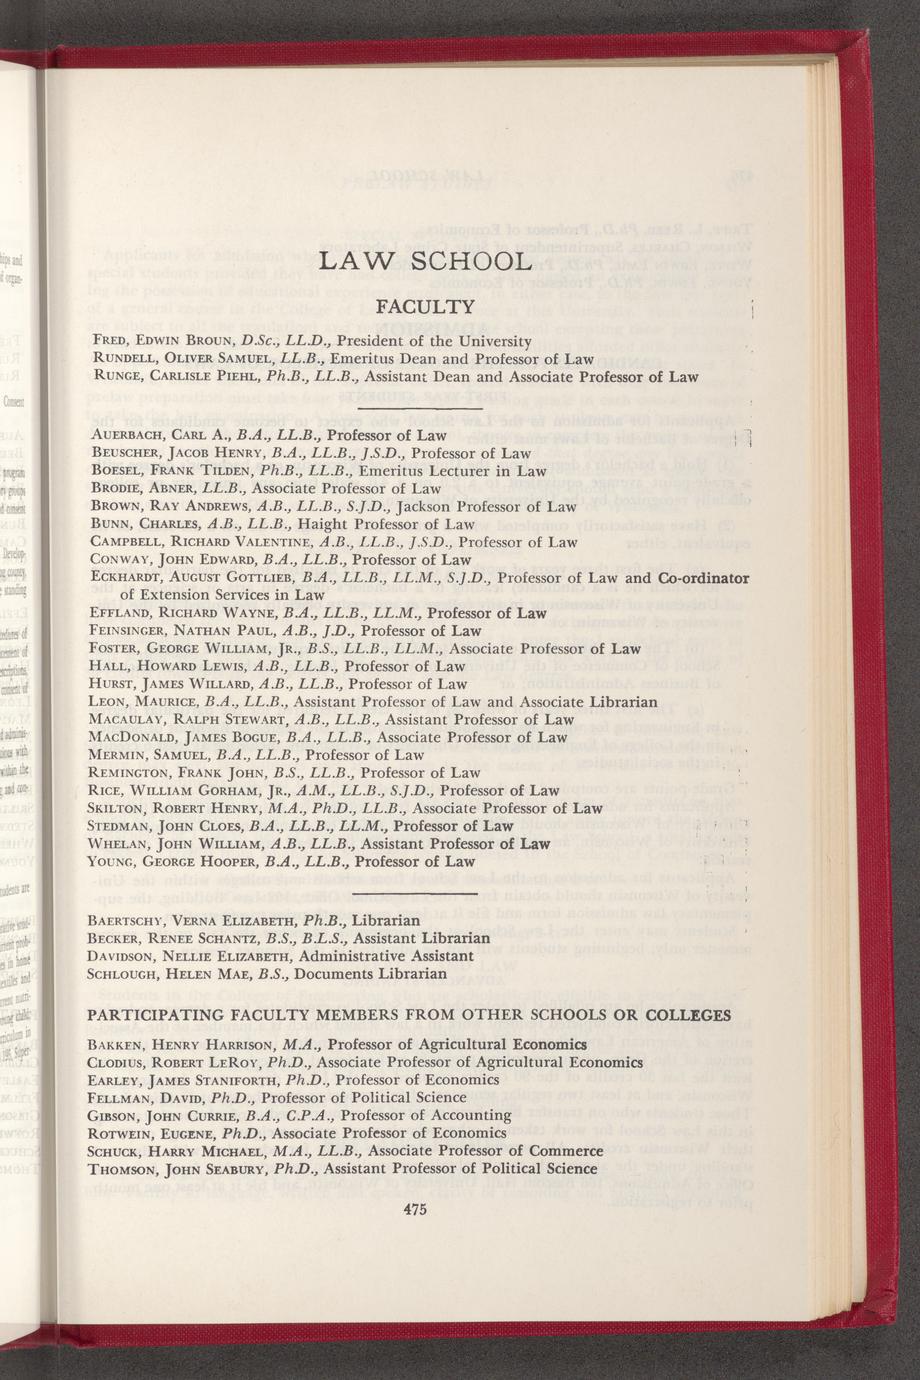 LAW SCHOOL
FACULTY
FRED, EDWIN BROUN, D.Sc., LL.D., President of the University
RUNDELL, OLIVER SAMUEL, LL.B., Emeritus Dean and Professor of Law
RUNGE, CARLISLE PIEHL, Ph.B., LL.B., Assistant Dean and Associate Professor of Law
AUERBACH, CARL A., B.A., LL.B., Professor of Law
BEUSCHER, JACOB HENRY, B.A., LL.B., J.S.D., Professor of Law
BOESEL, FRANK TILDEN, Ph.B., LL.B., Emeritus Lecturer in Law
BRODIE, ABNER, LL.B., Associate Professor of Law
BROWN, RAY ANDREWS, A.B., LL.B., S.J.D., Jackson Professor of Law
BUNN, CHARLES, A.B., LL.B., Haight Professor of Law
CAMPBELL, RICHARD VALENTINE, A.B., LL.B., J.S.D., Professor of Law
CONWAY, JOHN EDWARD, B.A., LL.B., Professor of Law
ECKHARDT, AUGUST GOTTLIEB, B.A., LL.B., LL.M., S.J.D., Professor of Law and Co-ordinator
of Extension Services in Law
EFFLAND, RICHARD WAYNE, B.A., LL.B., LL.M., Professor of Law
FEINSINGER, NATHAN PAUL, A.B., J.D., Professor of Law
FOSTER, GEORGE WILLIAM, JR., B.S., LL.B., LL.M., Associate Professor of Law
HALL, HOWARD LEWIS, A.B., LL.B., Professor of Law
HURST, JAMES WILLARD, A.B., LL.B., Professor of Law
LEON, MAURICE, B.A., LL.B., Assistant Professor of Law and Associate Librarian
MACAULAY, RALPH STEWART, A.B., LL.B., Assistant Professor of Law
MACDONALD, JAMES BOGUE, B.A., LL.B., Associate Professor of Law
MERMIN, SAMUEL, B.A., LL.B., Professor of Law
REMINGTON, FRANK JOHN, B.S., LL.B., Professor of Law
RICE, WILLIAM GORHAM, JR., A.M., LL.B., S.J.D., Professor of Law
SKILTON, ROBERT HENRY, M.A., Ph.D., LL.B., Associate Professor of Law
STEDMAN, JOHN CLOES, B.A., LL.B., LL.M., Professor of Law
WHELAN, JOHN WILLIAM, A.B., LL.B., Assistant Professor of Law
YOUNG, GEORGE HOOPER, B.A., LL.B., Professor of Law
BAERTSCHY, VERNA ELIZABETH, Ph.B., Librarian
BECKER, RENEE SCHANTZ, B.S., B.L.S., Assistant Librarian
DAVIDSON, NELLIE ELIZABETH, Administrative Assistant
SCHLOUGH, HELEN MAE, B.S., Documents Librarian
PARTICIPATING FACULTY MEMBERS FROM OTHER SCHOOLS OR COLLEGES
BAKKEN, HENRY HARRISON, M.A., Professor of Agricultural Economics
CLODIUS, ROBERT LEROY, Ph.D., Associate Professor of Agricultural Economics
EARLEY, JAMES STANIFORTH, Ph.D., Professor of Economics
FELLMAN, DAVID, Ph.D., Professor of Political Science
GIBSON, JOHN CURRIE, B.A., C.P.A., Professor of Accounting
ROTWEIN, EUGENE, Ph.D., Associate Professor of Economics
SCHUCK, HARRY MICHAEL, M.A., LL.B., Associate Professor of Commerce
THOMSON, JOHN SEABURY, Ph.D., Assistant Professor of Political Science
475